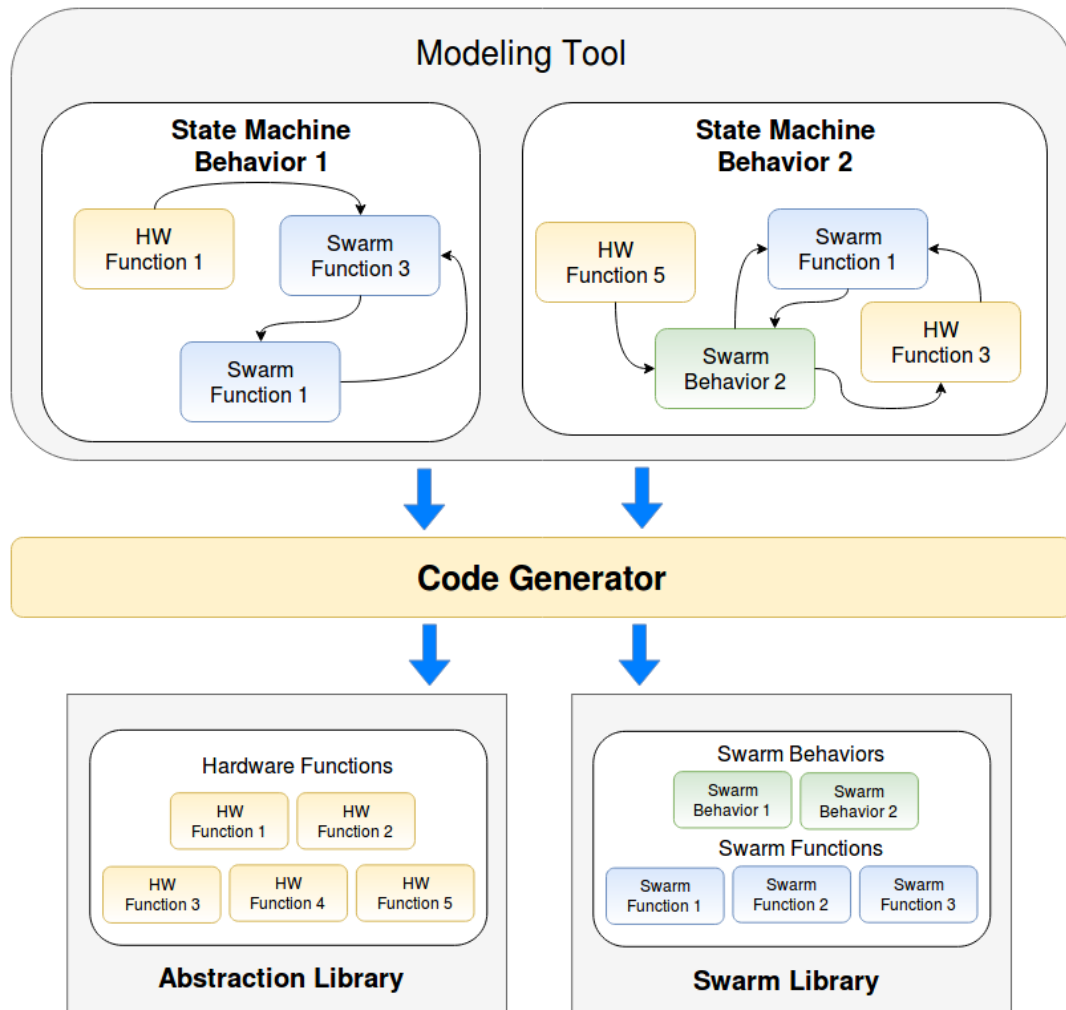 Modeling Tool
State Machine
Behavior 1
HW
Function 1
Swarm
Function 3
Swarm
Function 1
State Machine
Behavior 2
HW
Function 5
Swarm
Function 1
Swarm
Behavior 2
HW
Function 3
Code Generator
Hardware Functions
HW
Function 1
HW
Function 2
HW
Function 3
HW
Function 4
HW
Function 5
Abstraction Library
Swarm Behaviors
Swarm
Behavior 1
Swarm
Behavior 2
Swarm Functions
Swarm
Function 1
Swarm
Function 2
Swarm
Function 3
Swarm Library